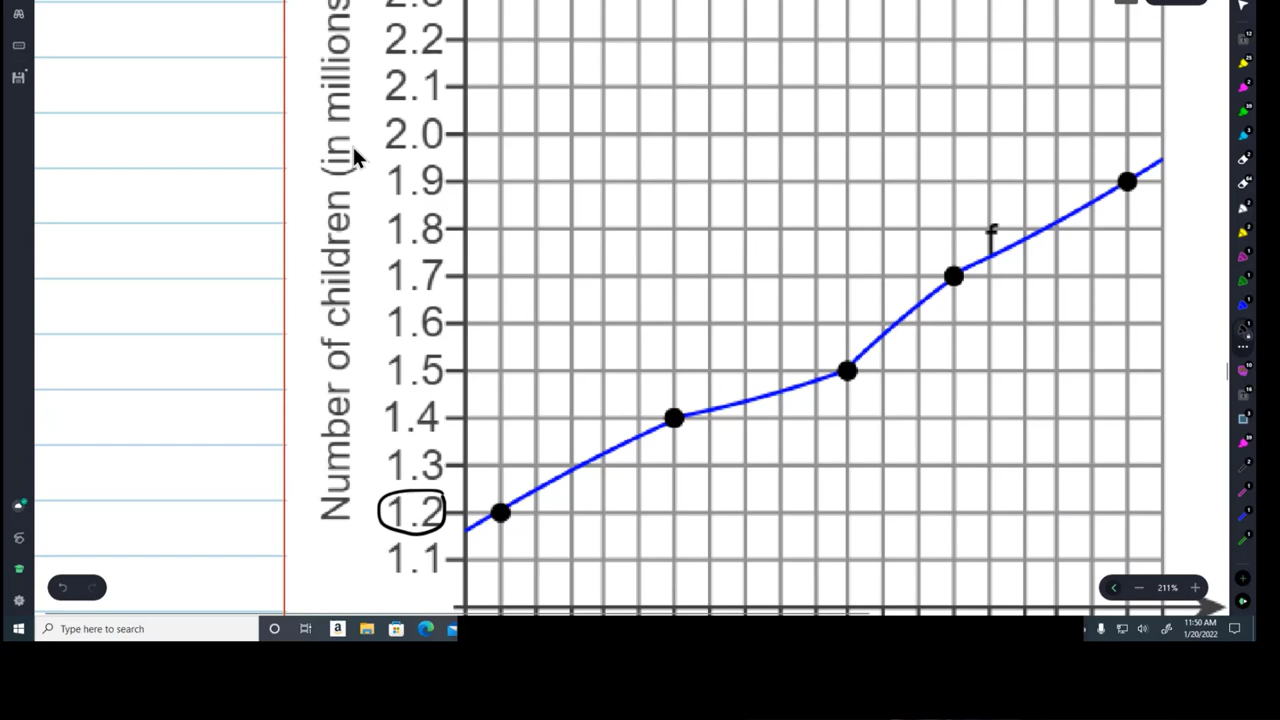 Number of children (in millions
2.2
2.1
2.0
1.9
1.8
1.7
1.6
1.5
1.4
1.3
1.2
1.1
f
211%
Type here to search
a
11:50 AM
1/20/2022